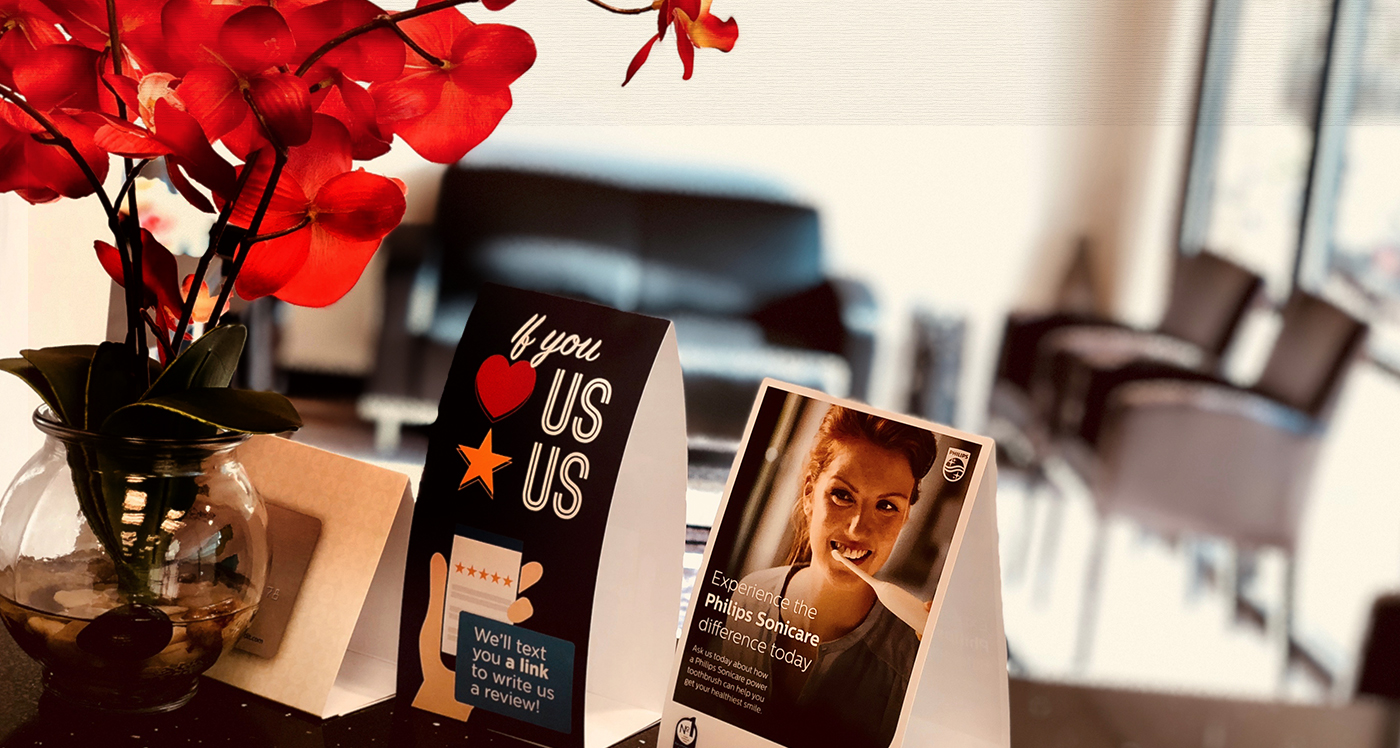 If you
US
US
We'll text
you a link
to write us
a review!
PHILIPS
Experience the
Philips Sonicare
difference today
Ask us today about how
a Philips Sonicare power
toothbrush can help you
get your healthiest smile.